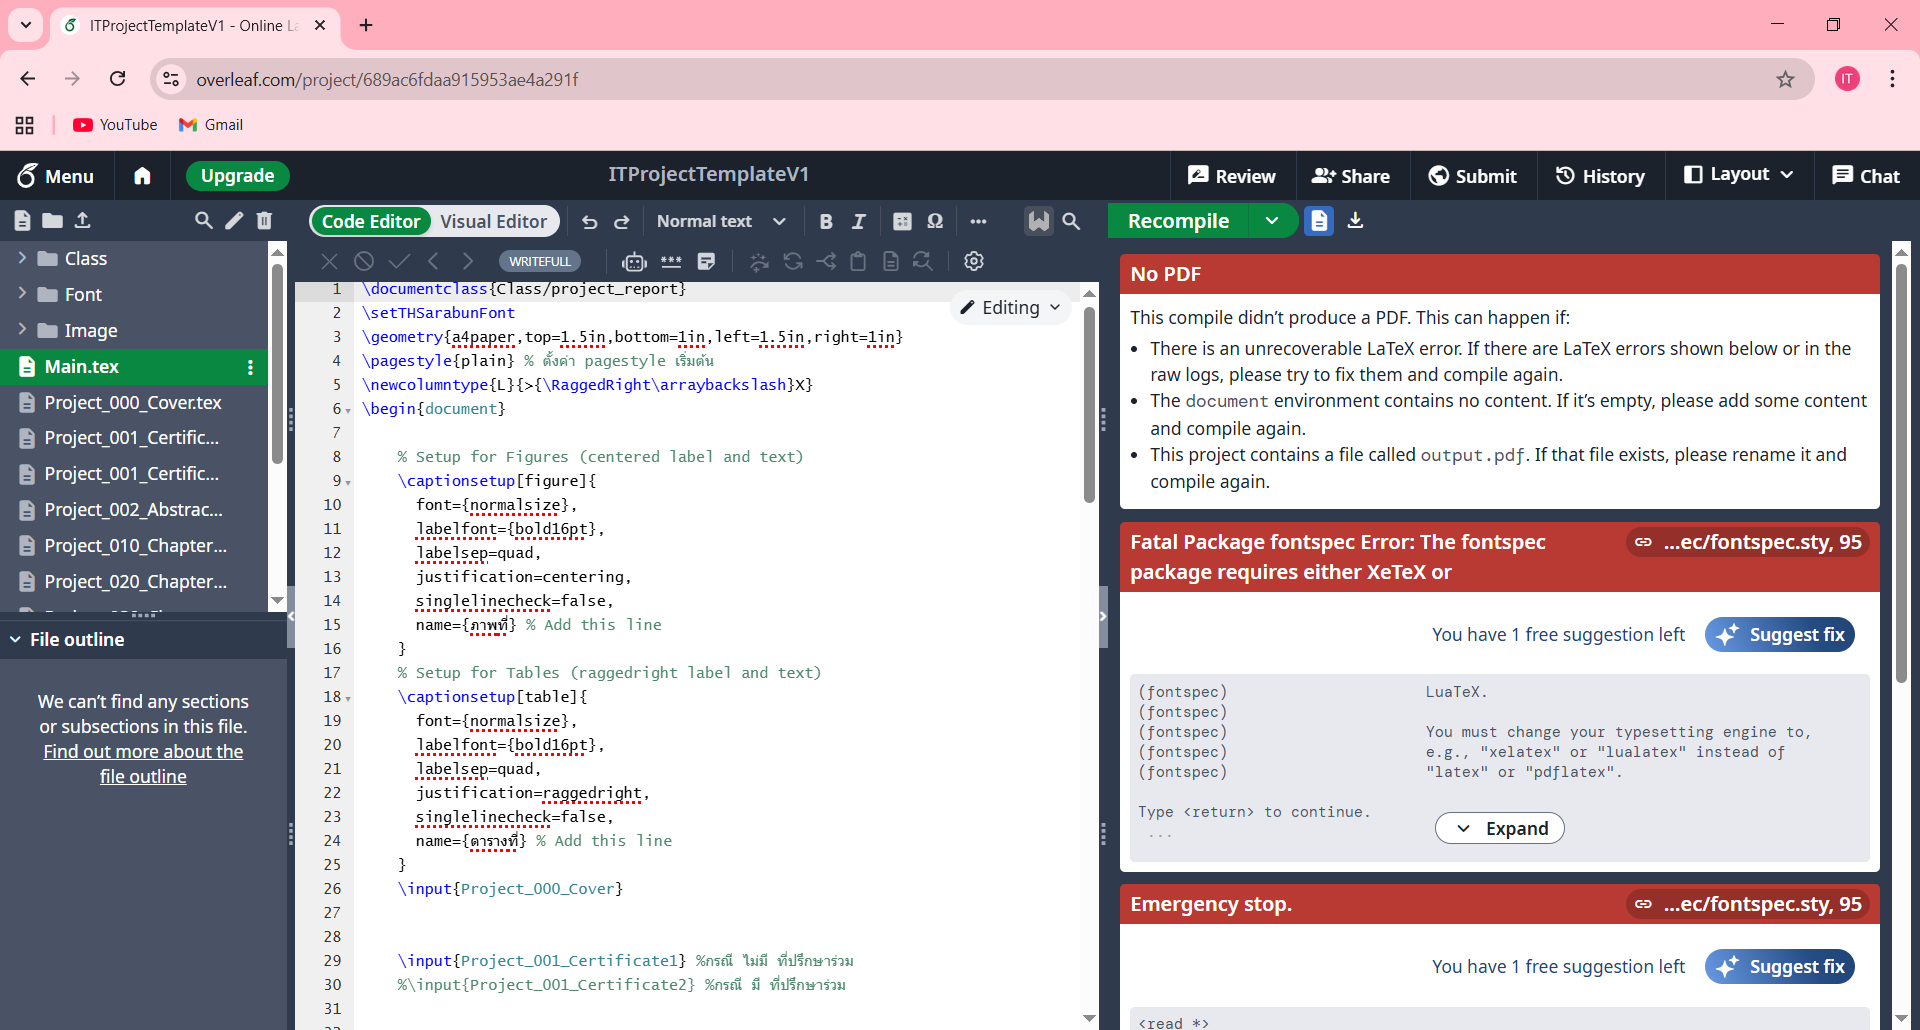 ITProjectTemplateV1 - Online La
overleaf.com/project/689ac6fdaa915953ae4a291f
IT
YouTube
Gmail
Menu
Upgrade
ITProjectTemplateV1
Review
Share
Submit
History
Layout
Chat
Code Editor
Visual Editor
Normal text
B
I
Ω
Recompile
WRITEFULL
Class
Font
Image
Main.tex
Project_000_Cover.tex
Project_001_Certific...
Project_001_Certific...
Project_002_Abstrac...
Project_010_Chapter...
Project_020_Chapter...
File outline
We can’t find any sections
or subsections in this file.
Find out more about the
file outline
Editing
1 \documentclass{Class/project_report}
2 \setTHSarabunFont
3 \geometry{a4paper,top=1.5in,bottom=1in,left=1.5in,right=1in}
4 \pagestyle{plain} % ตั้งค่า pagestyle เริ่มต้น
5 \newcolumntype{L}{>{\RaggedRight\arraybackslash}X}
6 \begin{document}
7
8 % Setup for Figures (centered label and text)
9 \captionsetup[figure]{
10 font={normalsize},
11 labelfont={bold16pt},
12 labelsep=quad,
13 justification=centering,
14 singlelinecheck=false,
15 name={ภาพที่} % Add this line
16 }
17 % Setup for Tables (raggedright label and text)
18 \captionsetup[table]{
19 font={normalsize},
20 labelfont={bold16pt},
21 labelsep=quad,
22 justification=raggedright,
23 singlelinecheck=false,
24 name={ตารางที่} % Add this line
25 }
26 \input{Project_000_Cover}
27
28
29 \input{Project_001_Certificate1} %กรณี ไม่มี ที่ปรึกษาร่วม
30 %\input{Project_001_Certificate2} %กรณี มี ที่ปรึกษาร่วม
31
No PDF
This compile didn’t produce a PDF. This can happen if:
• There is an unrecoverable LaTeX error. If there are LaTeX errors shown below or in the
raw logs, please try to fix them and compile again.
• The document environment contains no content. If it’s empty, please add some content
and compile again.
• This project contains a file called output.pdf. If that file exists, please rename it and
compile again.
Fatal Package fontspec Error: The fontspec
package requires either XeTeX or
...ec/fontspec.sty, 95
You have 1 free suggestion left
Suggest fix
(fontspec) LuaTeX.
(fontspec)
(fontspec) You must change your typesetting engine to,
(fontspec) e.g., "xelatex" or "lualatex" instead of
(fontspec) "latex" or "pdflatex".
Type <return> to continue.
...
Expand
Emergency stop.
...ec/fontspec.sty, 95
You have 1 free suggestion left
Suggest fix
<read *>